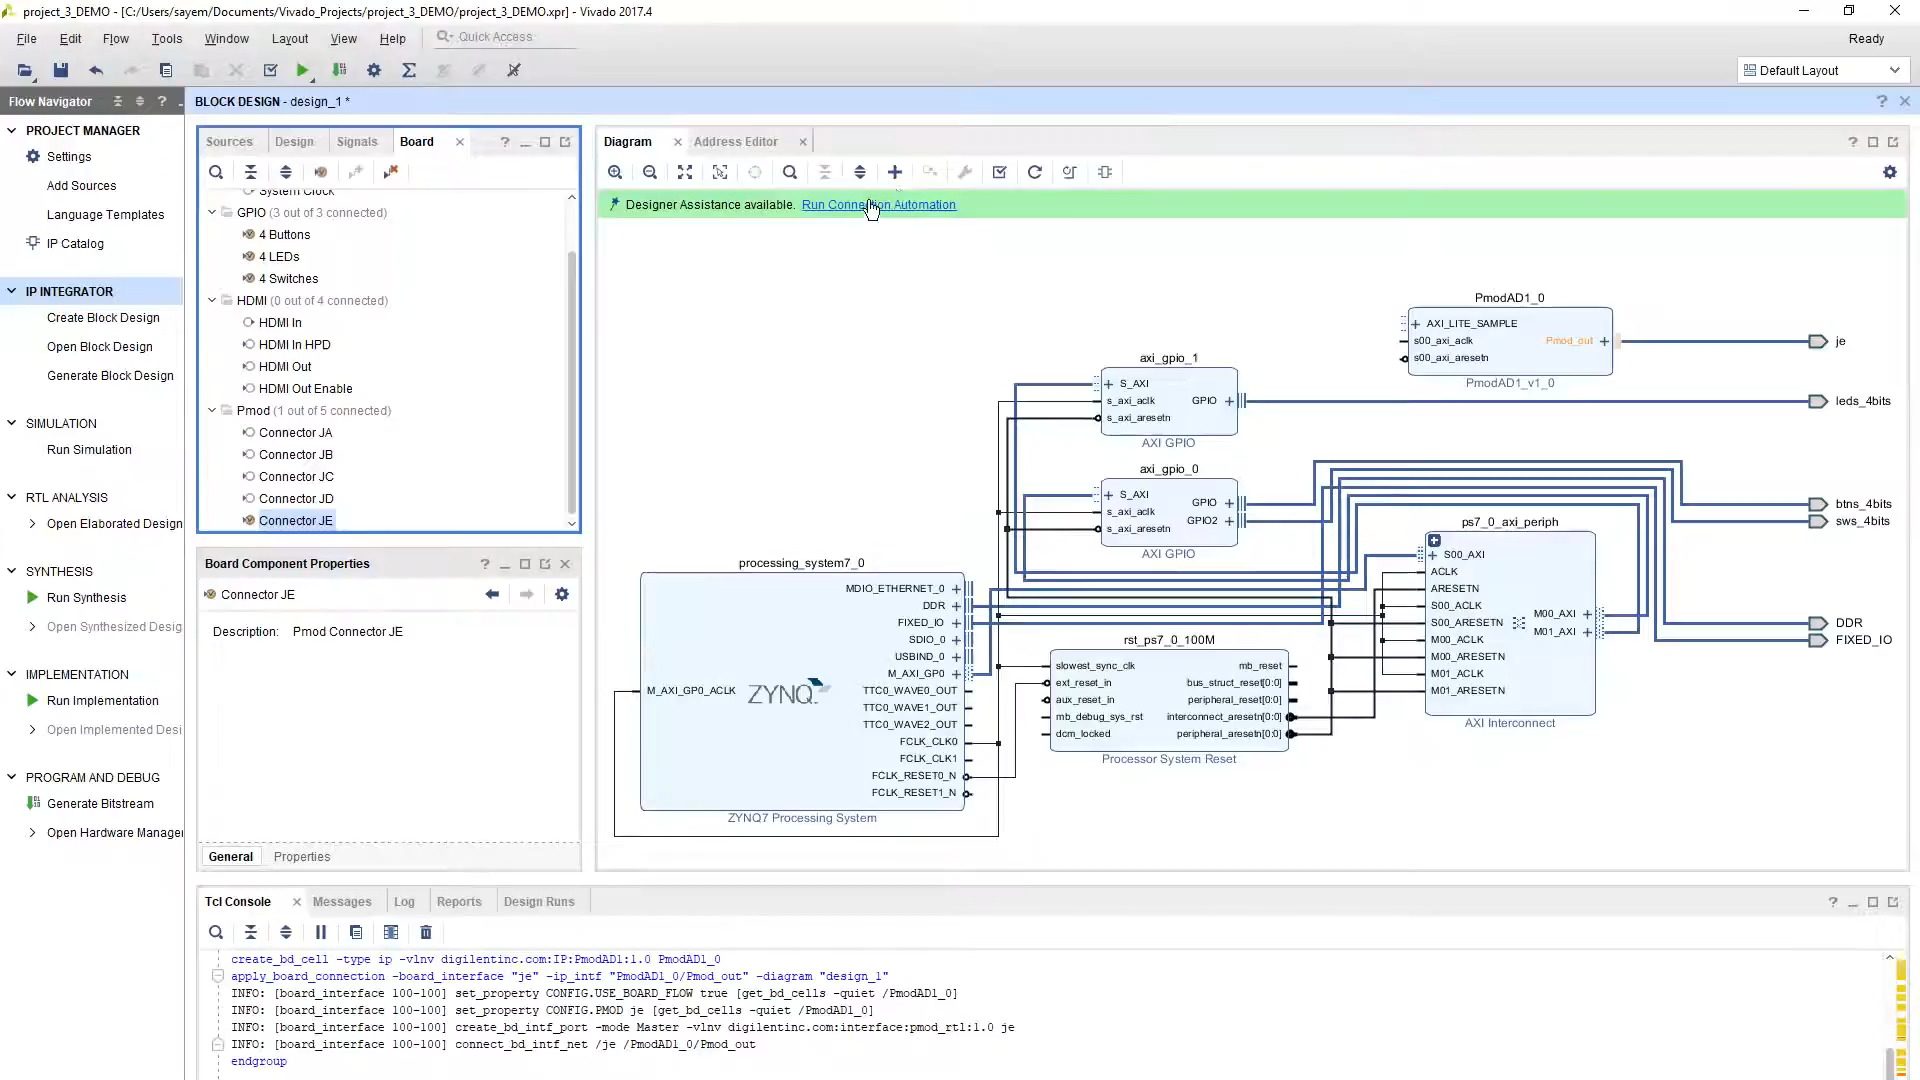 project_3_DEMO - [C:/Users/sayem/Documents/Vivado_Projects/project_3_DEMO/project_3_DEMO.xpr] - Vivado 2017.4
File Edit Flow Tools Window Layout View Help Quick Access Ready
Default Layout
Flow Navigator
BLOCK DESIGN - design_1 *
PROJECT MANAGER
Settings
Add Sources
Language Templates
IP Catalog
IP INTEGRATOR
Create Block Design
Open Block Design
Generate Block Design
SIMULATION
Run Simulation
RTL ANALYSIS
Open Elaborated Design
SYNTHESIS
Run Synthesis
Open Synthesized Desig
IMPLEMENTATION
Run Implementation
Open Implemented Desi
PROGRAM AND DEBUG
Generate Bitstream
Open Hardware Manager
Sources Design Signals Board
System Clock
GPIO (3 out of 3 connected)
4 Buttons
4 LEDs
4 Switches
HDMI (0 out of 4 connected)
HDMI In
HDMI In HPD
HDMI Out
HDMI Out Enable
Pmod (1 out of 5 connected)
Connector JA
Connector JB
Connector JC
Connector JD
Connector JE
Board Component Properties
Connector JE
Description: Pmod Connector JE
General Properties
Diagram Address Editor
Designer Assistance available. Run Connection Automation
PmodAD1_0
AXI_LITE_SAMPLE
s00_axi_aclk
Pmod_out
s00_axi_aresetn
PmodAD1_v1_0
je
axi_gpio_1
S_AXI
s_axi_aclk
GPIO
s_axi_aresetn
AXI GPIO
leds_4bits
axi_gpio_0
S_AXI
s_axi_aclk
s_axi_aresetn
GPIO
GPIO2
AXI GPIO
btns_4bits
sws_4bits
ps7_0_axi_periph
S00_AXI
ACLK
ARESETN
S00_ACLK
S00_ARESETN
M00_ACLK
M00_ARESETN
M01_ACLK
M01_ARESETN
M00_AXI
M01_AXI
AXI Interconnect
DDR
FIXED_IO
processing_system7_0
M_AXI_GP0_ACLK
ZYNQ
MDIO_ETHERNET_0
DDR
FIXED_IO
SDIO_0
USBIND_0
M_AXI_GP0
TTC0_WAVE0_OUT
TTC0_WAVE1_OUT
TTC0_WAVE2_OUT
FCLK_CLK0
FCLK_CLK1
FCLK_RESET0_N
FCLK_RESET1_N
ZYNQ7 Processing System
rst_ps7_0_100M
slowest_sync_clk
ext_reset_in
aux_reset_in
mb_debug_sys_rst
dcm_locked
mb_reset
bus_struct_reset[0:0]
peripheral_reset[0:0]
interconnect_aresetn[0:0]
peripheral_aresetn[0:0]
Processor System Reset
Tcl Console Messages Log Reports Design Runs
create_bd_cell -type ip -vlnv digilentinc.com:IP:PmodAD1:1.0 PmodAD1_0
apply_board_connection -board_interface "je" -ip_intf "PmodAD1_0/Pmod_out" -diagram "design_1"
INFO: [board_interface 100-100] set_property CONFIG.USE_BOARD_FLOW true [get_bd_cells -quiet /PmodAD1_0]
INFO: [board_interface 100-100] set_property CONFIG.PMOD je [get_bd_cells -quiet /PmodAD1_0]
INFO: [board_interface 100-100] create_bd_intf_port -mode Master -vlnv digilentinc.com:interface:pmod_rtl:1.0 je
INFO: [board_interface 100-100] connect_bd_intf_net /je /PmodAD1_0/Pmod_out
endgroup